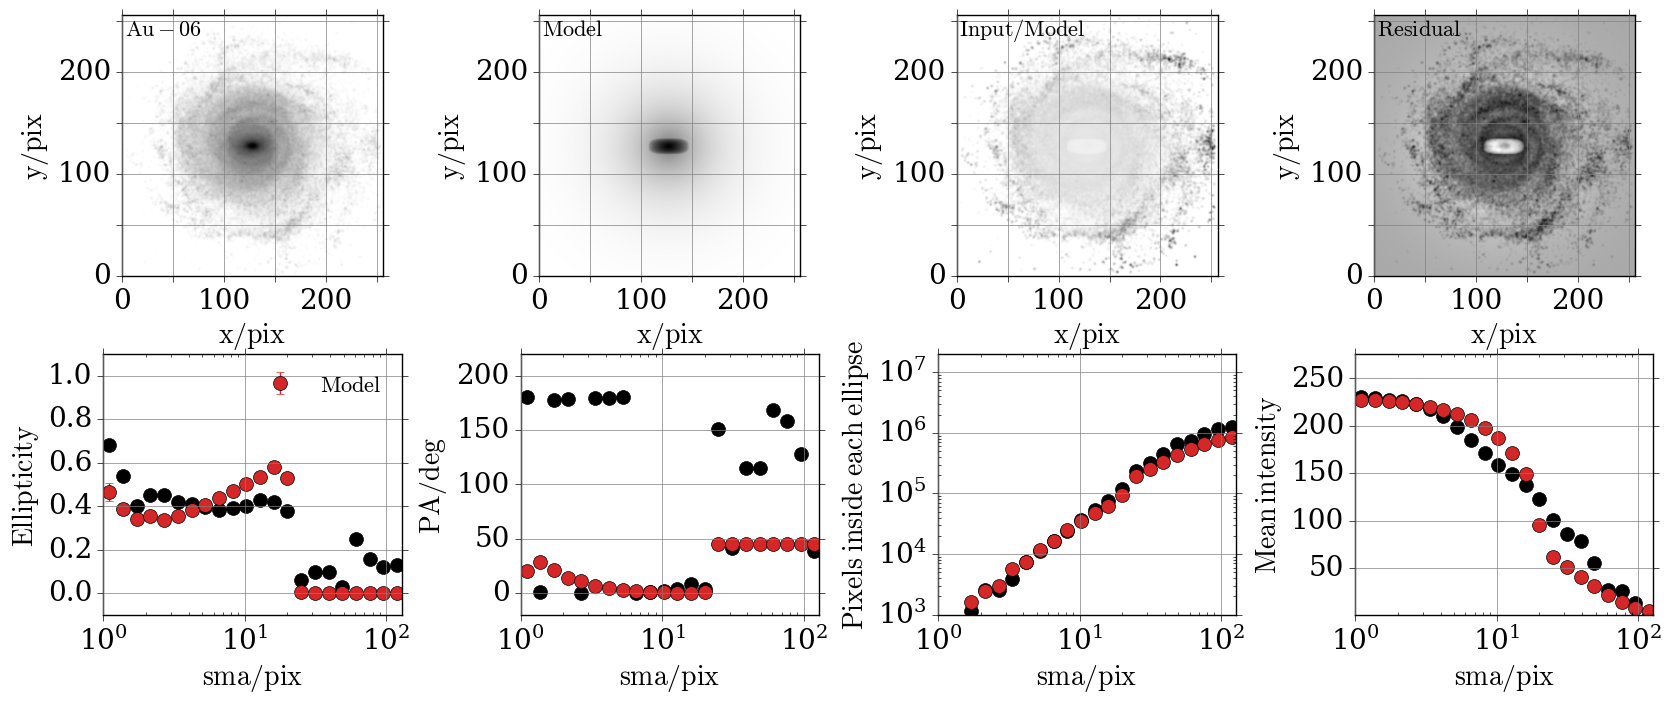 Au − 06
y/pix
200
100
0
0 100 200
x/pix
Model
y/pix
200
100
0
0 100 200
x/pix
Input/Model
y/pix
200
100
0
0 100 200
x/pix
Residual
y/pix
200
100
0
0 100 200
x/pix
Ellipticity
1.0
0.8
0.6
0.4
0.2
0.0
Model
10⁰ 10¹ 10²
sma/pix
PA/deg
200
150
100
50
0
10⁰ 10¹ 10²
sma/pix
Pixels inside each ellipse
10⁷
10⁶
10⁵
10⁴
10³
10⁰ 10¹ 10²
sma/pix
Mean intensity
250
200
150
100
50
10⁰ 10¹ 10²
sma/pix